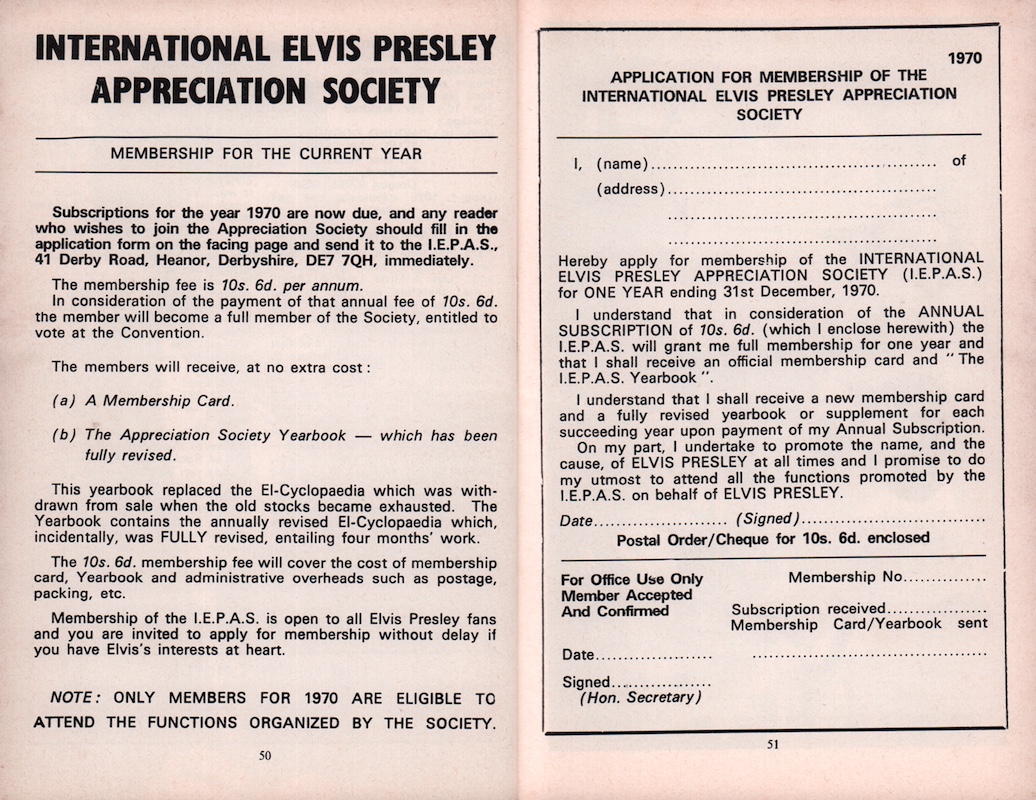 INTERNATIONAL ELVIS PRESLEY
APPRECIATION SOCIETY
MEMBERSHIP FOR THE CURRENT YEAR
Subscriptions for the year 1970 are now due, and any reader
who wishes to join the Appreciation Society should fill in the
application form on the facing page and send it to the I.E.P.A.S.,
41 Derby Road, Heanor, Derbyshire, DE7 7QH, immediately.
The membership fee is 10s. 6d. per annum.
In consideration of the payment of that annual fee of 10s. 6d.
the member will become a full member of the Society, entitled to
vote at the Convention.
The members will receive, at no extra cost :
(a) A Membership Card.
(b) The Appreciation Society Yearbook — which has been
fully revised.
This yearbook replaced the El-Cyclopaedia which was with-
drawn from sale when the old stocks became exhausted. The
Yearbook contains the annually revised El-Cyclopaedia which,
incidentally, was FULLY revised, entailing four months' work.
The 10s. 6d. membership fee will cover the cost of membership
card, Yearbook and administrative overheads such as postage,
packing, etc.
Membership of the I.E.P.A.S. is open to all Elvis Presley fans
and you are invited to apply for membership without delay if
you have Elvis's interests at heart.
NOTE: ONLY MEMBERS FOR 1970 ARE ELIGIBLE TO
ATTEND THE FUNCTIONS ORGANIZED BY THE SOCIETY.
50
1970
APPLICATION FOR MEMBERSHIP OF THE
INTERNATIONAL ELVIS PRESLEY APPRECIATION
SOCIETY
I, (name)............................................... of
(address)............................................
............................................
............................................
Hereby apply for membership of the INTERNATIONAL
ELVIS PRESLEY APPRECIATION SOCIETY (I.E.P.A.S.)
for ONE YEAR ending 31st December, 1970.
I understand that in consideration of the ANNUAL
SUBSCRIPTION of 10s. 6d. (which I enclose herewith) the
I.E.P.A.S. will grant me full membership for one year and
that I shall receive an official membership card and " The
I.E.P.A.S. Yearbook ".
I understand that I shall receive a new membership card
and a fully revised yearbook or supplement for each
succeeding year upon payment of my Annual Subscription.
On my part, I undertake to promote the name, and the
cause, of ELVIS PRESLEY at all times and I promise to do
my utmost to attend all the functions promoted by the
I.E.P.A.S. on behalf of ELVIS PRESLEY.
Date...................... (Signed)..............................
Postal Order/Cheque for 10s. 6d. enclosed
For Office Use Only
Member Accepted
And Confirmed
Membership No..............
Subscription received.................
Membership Card/Yearbook sent
Date.................... .......................................
Signed.................
(Hon. Secretary)
51